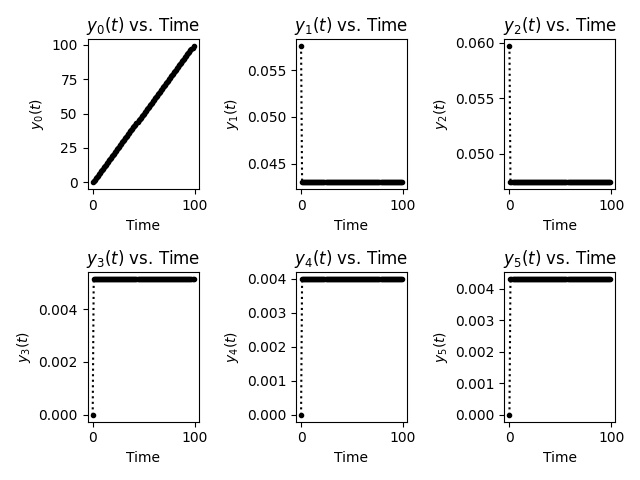 y₀(t) vs. Time
y₁(t) vs. Time
y₂(t) vs. Time
100
75
50
25
0
y₀(t)
0
100
Time
0.055
0.050
0.045
y₁(t)
0
100
Time
0.060
0.055
0.050
y₂(t)
0
100
Time
y₃(t) vs. Time
y₄(t) vs. Time
y₅(t) vs. Time
0.004
0.002
0.000
y₃(t)
0
100
Time
0.004
0.003
0.002
0.001
0.000
y₄(t)
0
100
Time
0.004
0.003
0.002
0.001
0.000
y₅(t)
0
100
Time